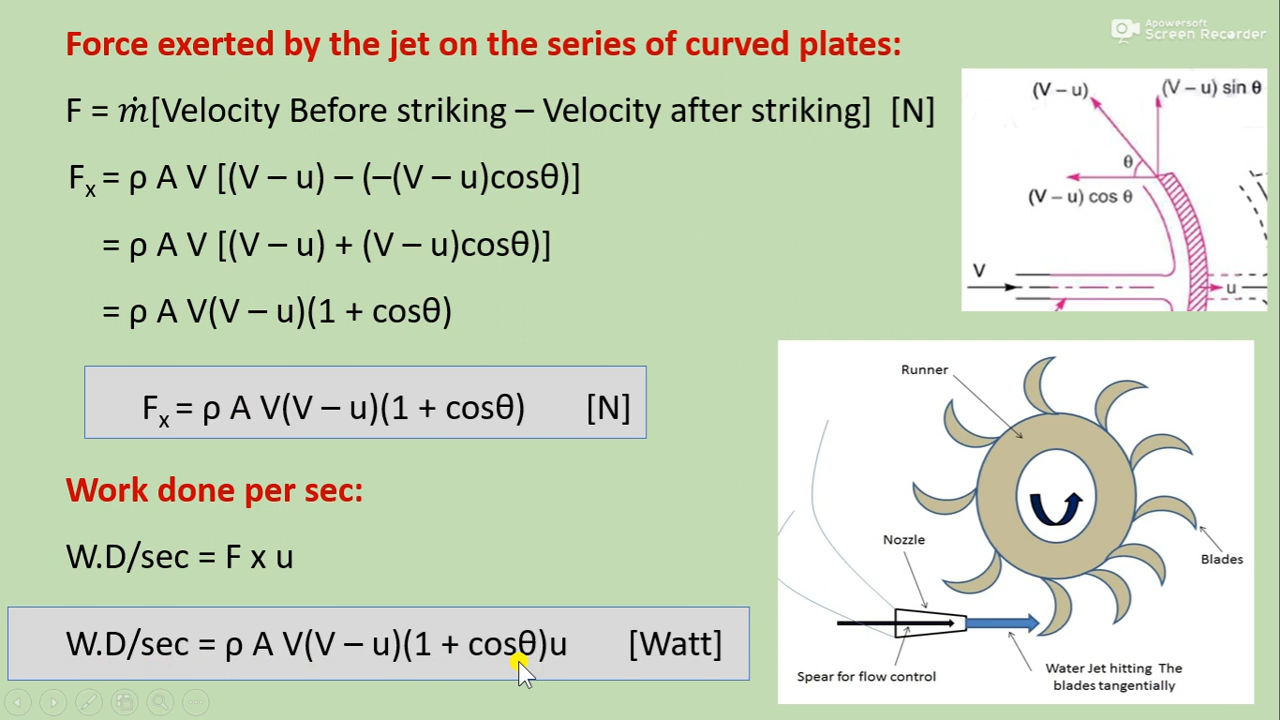 Force exerted by the jet on the series of curved plates:
F = ṁ[Velocity Before striking – Velocity after striking] [N]
Fₓ = ρ A V [(V – u) – (–(V – u)cosθ)]
= ρ A V [(V – u) + (V – u)cosθ)]
= ρ A V(V – u)(1 + cosθ)
Fₓ = ρ A V(V – u)(1 + cosθ) [N]
Work done per sec:
W.D/sec = F x u
W.D/sec = ρ A V(V – u)(1 + cosθ)u [Watt]
Apowersoft
Screen Recorder
(V – u)
(V – u) sin θ
θ
(V – u) cos θ
V
u
Runner
Nozzle
Blades
Spear for flow control
Water Jet hitting The
blades tangentially